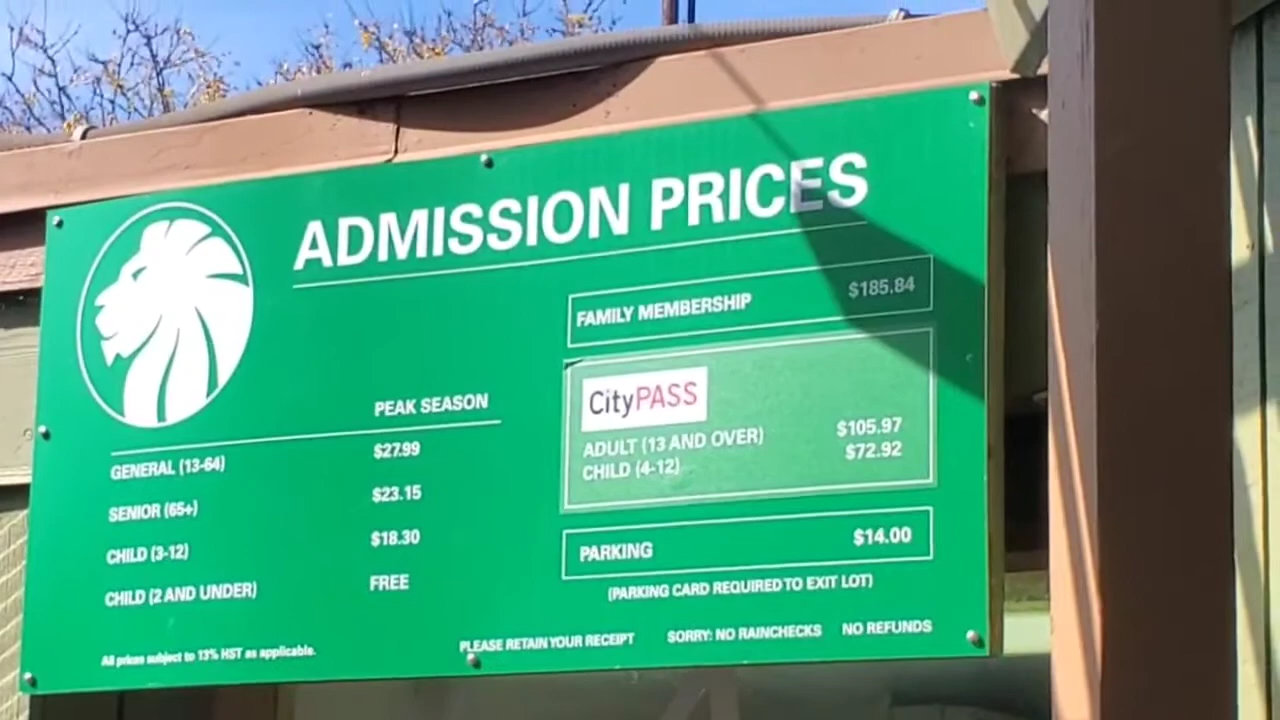 ADMISSION PRICES
PEAK SEASON
GENERAL (13-64) $27.99
SENIOR (65+) $23.15
CHILD (3-12) $18.30
CHILD (2 AND UNDER) FREE
All prices subject to 13% HST as applicable.
FAMILY MEMBERSHIP $185.84
CityPASS
ADULT (13 AND OVER) $105.97
CHILD (4-12) $72.92
PARKING $14.00
(PARKING CARD REQUIRED TO EXIT LOT)
PLEASE RETAIN YOUR RECEIPT SORRY: NO RAINCHECKS NO REFUNDS